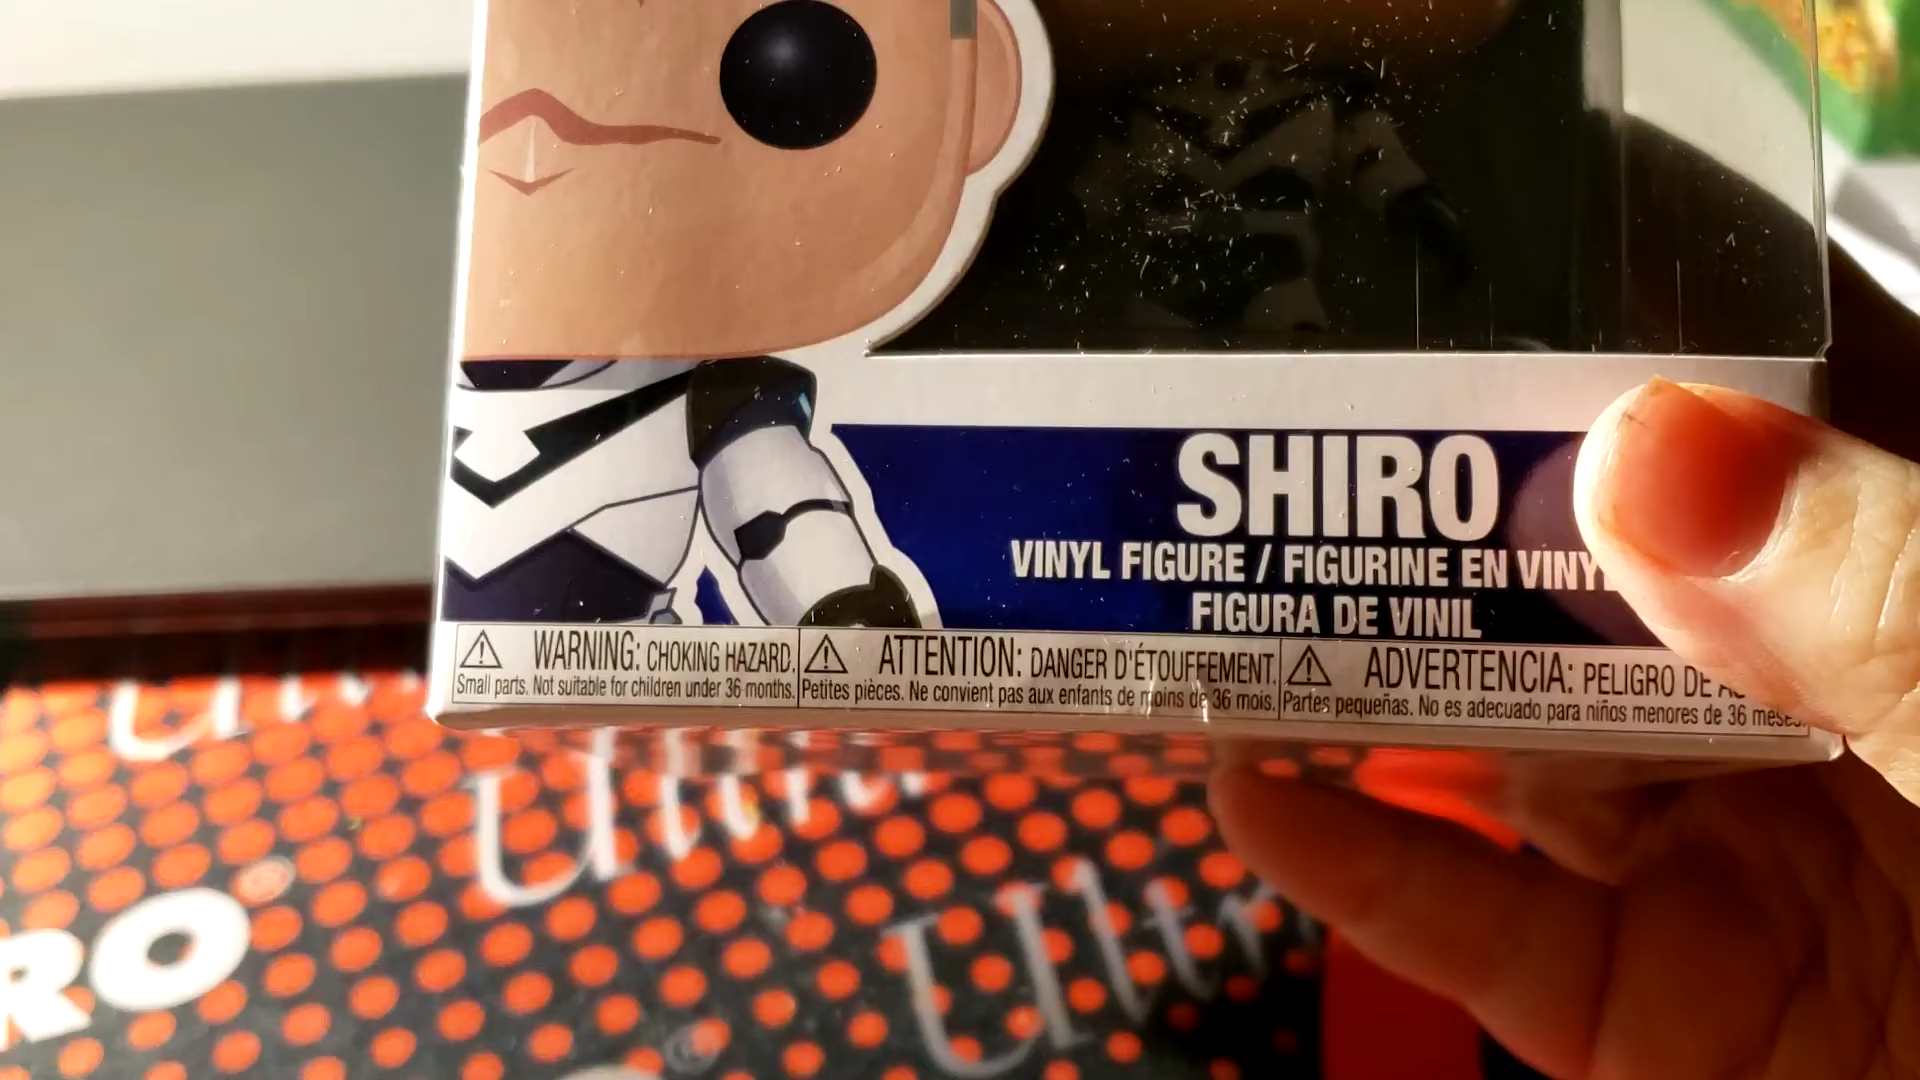 SHIRO
VINYL FIGURE / FIGURINE EN
FIGURA DE VINIL
WARNING: CHOKING HAZARD.
Small parts. Not suitable for children under 36 months.
ATTENTION: DANGER D'ÉTOUFFEMENT.
Petites pièces. Ne convient pas aux enfants de moins de 36 mois.
ADVERTENCIA: PELIGRO DE
Partes pequeñas. No es adecuado para niños menores de 36 meses.